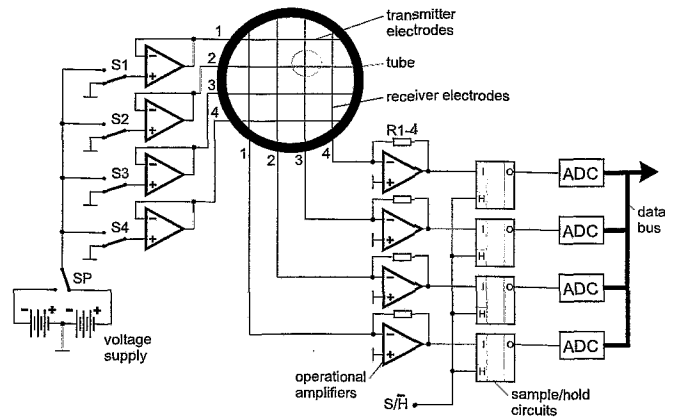 transmitter
electrodes
tube
receiver electrodes
1
2
3
4
S1
S2
S3
S4
- +
- +
- +
- +
1 2 3 4
R1-4
- +
- +
- +
- +
I O
H
I O
H
I O
H
I O
H
ADC
ADC
ADC
ADC
data
bus
SP
- + - +
voltage
supply
operational
amplifiers
S/H̅
sample/hold
circuits